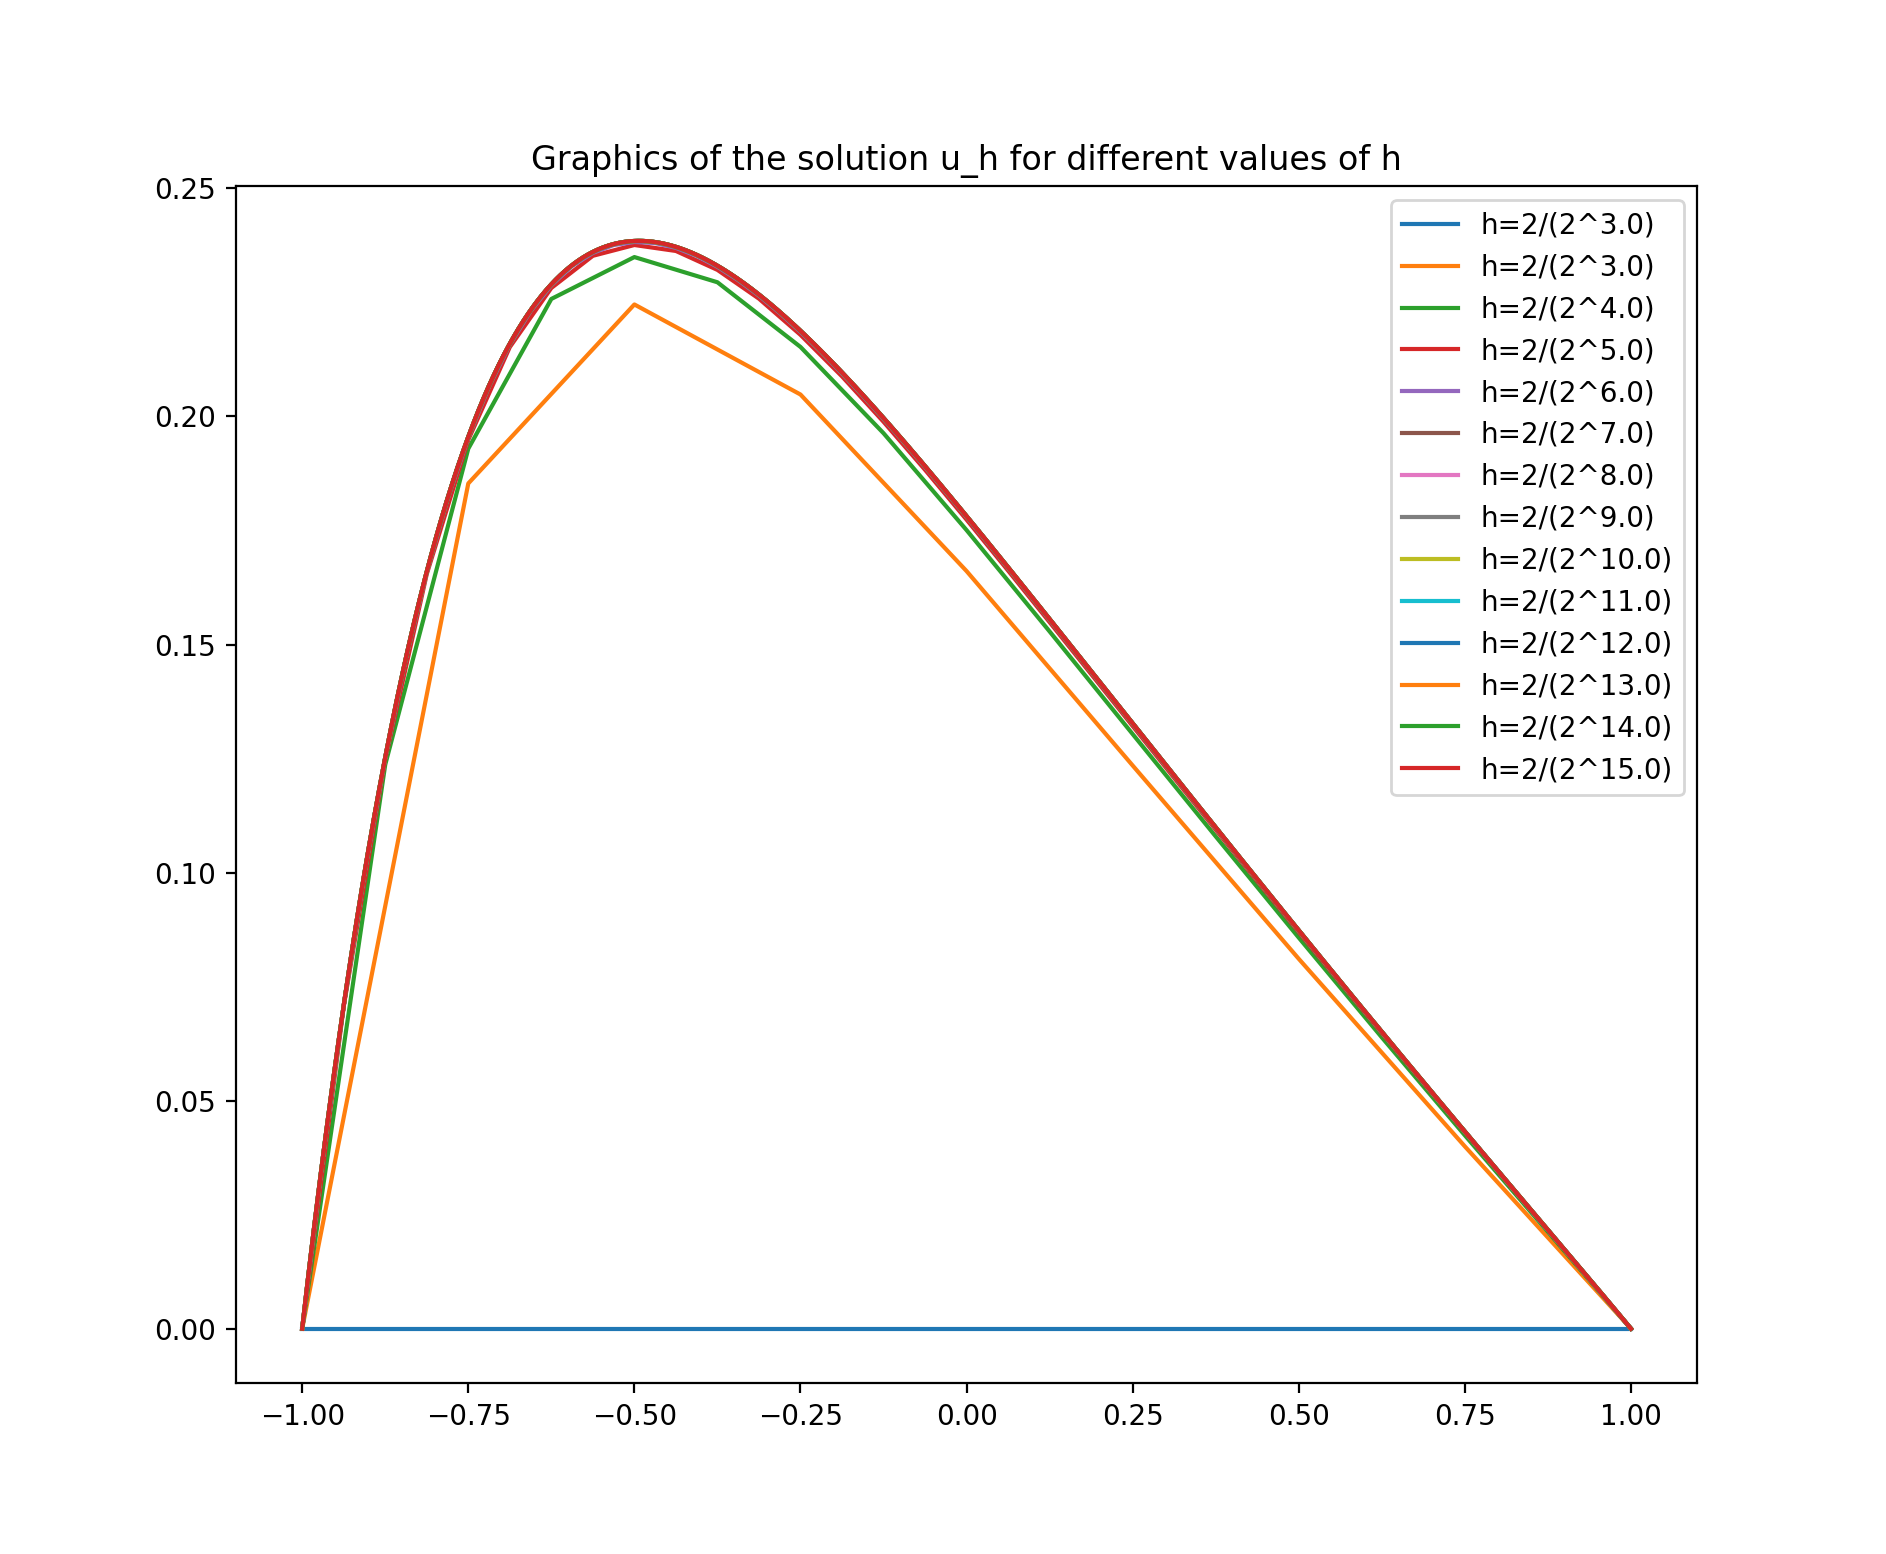 Graphics of the solution u_h for different values of h
0.25
0.20
0.15
0.10
0.05
0.00
−1.00 −0.75 −0.50 −0.25 0.00 0.25 0.50 0.75 1.00
h=2/(2^3.0)
h=2/(2^3.0)
h=2/(2^4.0)
h=2/(2^5.0)
h=2/(2^6.0)
h=2/(2^7.0)
h=2/(2^8.0)
h=2/(2^9.0)
h=2/(2^10.0)
h=2/(2^11.0)
h=2/(2^12.0)
h=2/(2^13.0)
h=2/(2^14.0)
h=2/(2^15.0)